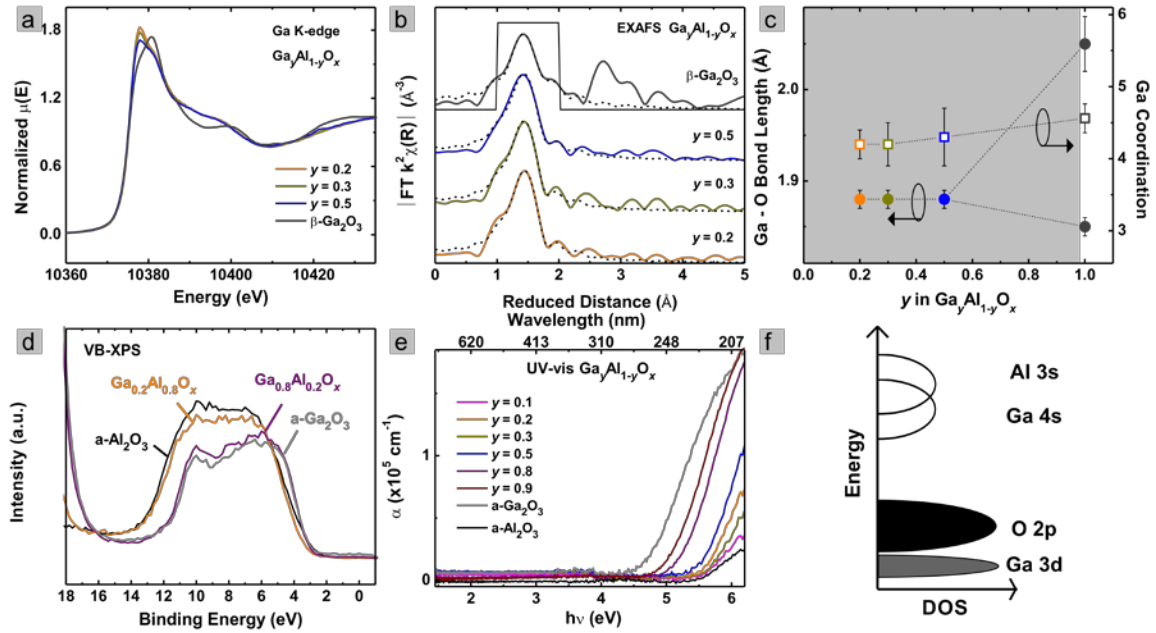 a
Ga K-edge
GayAl1-yOx
Normalized μ(E)
1.8
1.2
0.6
0.0
y = 0.2
y = 0.3
y = 0.5
β-Ga2O3
10360 10380 10400 10420
Energy (eV)
b
EXAFS GayAl1-yOx
|FT k2χ(R)| (Å-3)
β-Ga2O3
y = 0.5
y = 0.3
y = 0.2
0 1 2 3 4 5
Reduced Distance (Å)
c
Ga - O Bond Length (Å)
2.0
1.9
6
5
4
3
Ga Coordination
0.0 0.2 0.4 0.6 0.8 1.0
y in GayAl1-yOx
d
VB-XPS
Ga0.2Al0.8Ox
Ga0.8Al0.2Ox
a-Al2O3
a-Ga2O3
Intensity (a.u.)
18 16 14 12 10 8 6 4 2 0
Binding Energy (eV)
e
Wavelength (nm)
620 413 310 248 207
UV-vis GayAl1-yOx
α (x105 cm-1)
1
0
y = 0.1
y = 0.2
y = 0.3
y = 0.5
y = 0.8
y = 0.9
a-Ga2O3
a-Al2O3
2 3 4 5 6
hν (eV)
f
Energy
Al 3s
Ga 4s
O 2p
Ga 3d
DOS